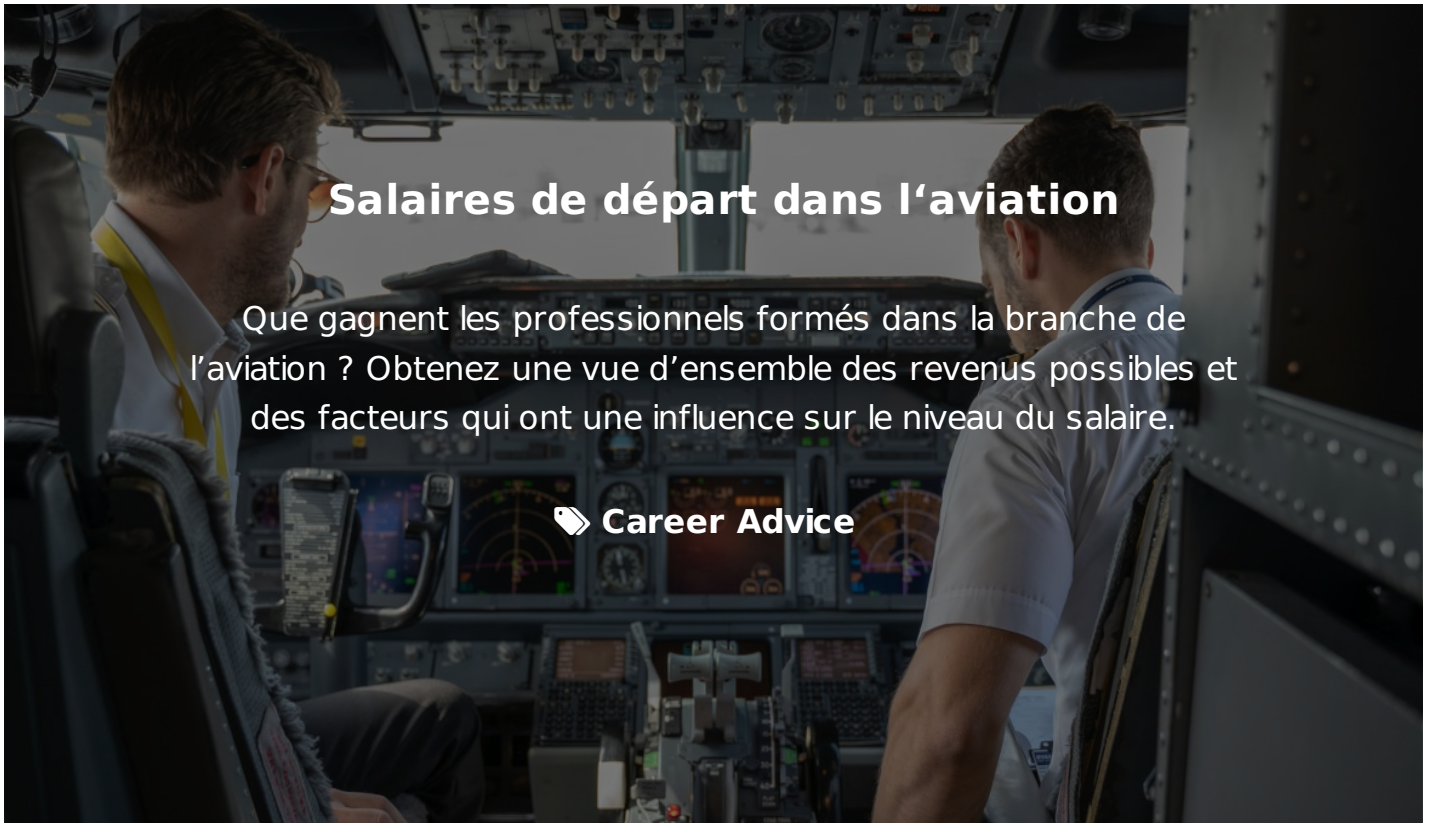 Salaires de départ dans l‘aviation
Que gagnent les professionnels formés dans la branche de
l’aviation ? Obtenez une vue d’ensemble des revenus possibles et
des facteurs qui ont une influence sur le niveau du salaire.
Career Advice